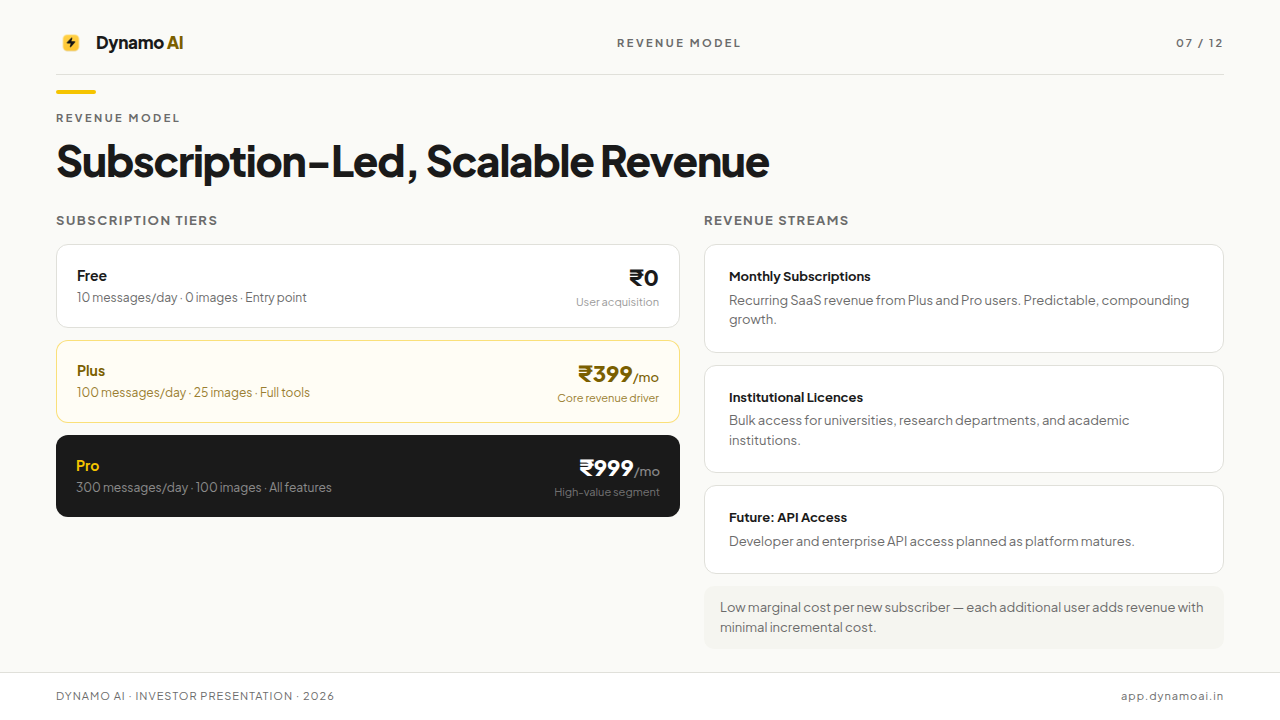 Dynamo AI
REVENUE MODEL
07 / 12
REVENUE MODEL
Subscription-Led, Scalable Revenue
SUBSCRIPTION TIERS
Free
10 messages/day · 0 images · Entry point
₹0
User acquisition
Plus
100 messages/day · 25 images · Full tools
₹399/mo
Core revenue driver
Pro
300 messages/day · 100 images · All features
₹999/mo
High-value segment
REVENUE STREAMS
Monthly Subscriptions
Recurring SaaS revenue from Plus and Pro users. Predictable, compounding
growth.
Institutional Licences
Bulk access for universities, research departments, and academic
institutions.
Future: API Access
Developer and enterprise API access planned as platform matures.
Low marginal cost per new subscriber — each additional user adds revenue with
minimal incremental cost.
DYNAMO AI · INVESTOR PRESENTATION · 2026
app.dynamoai.in